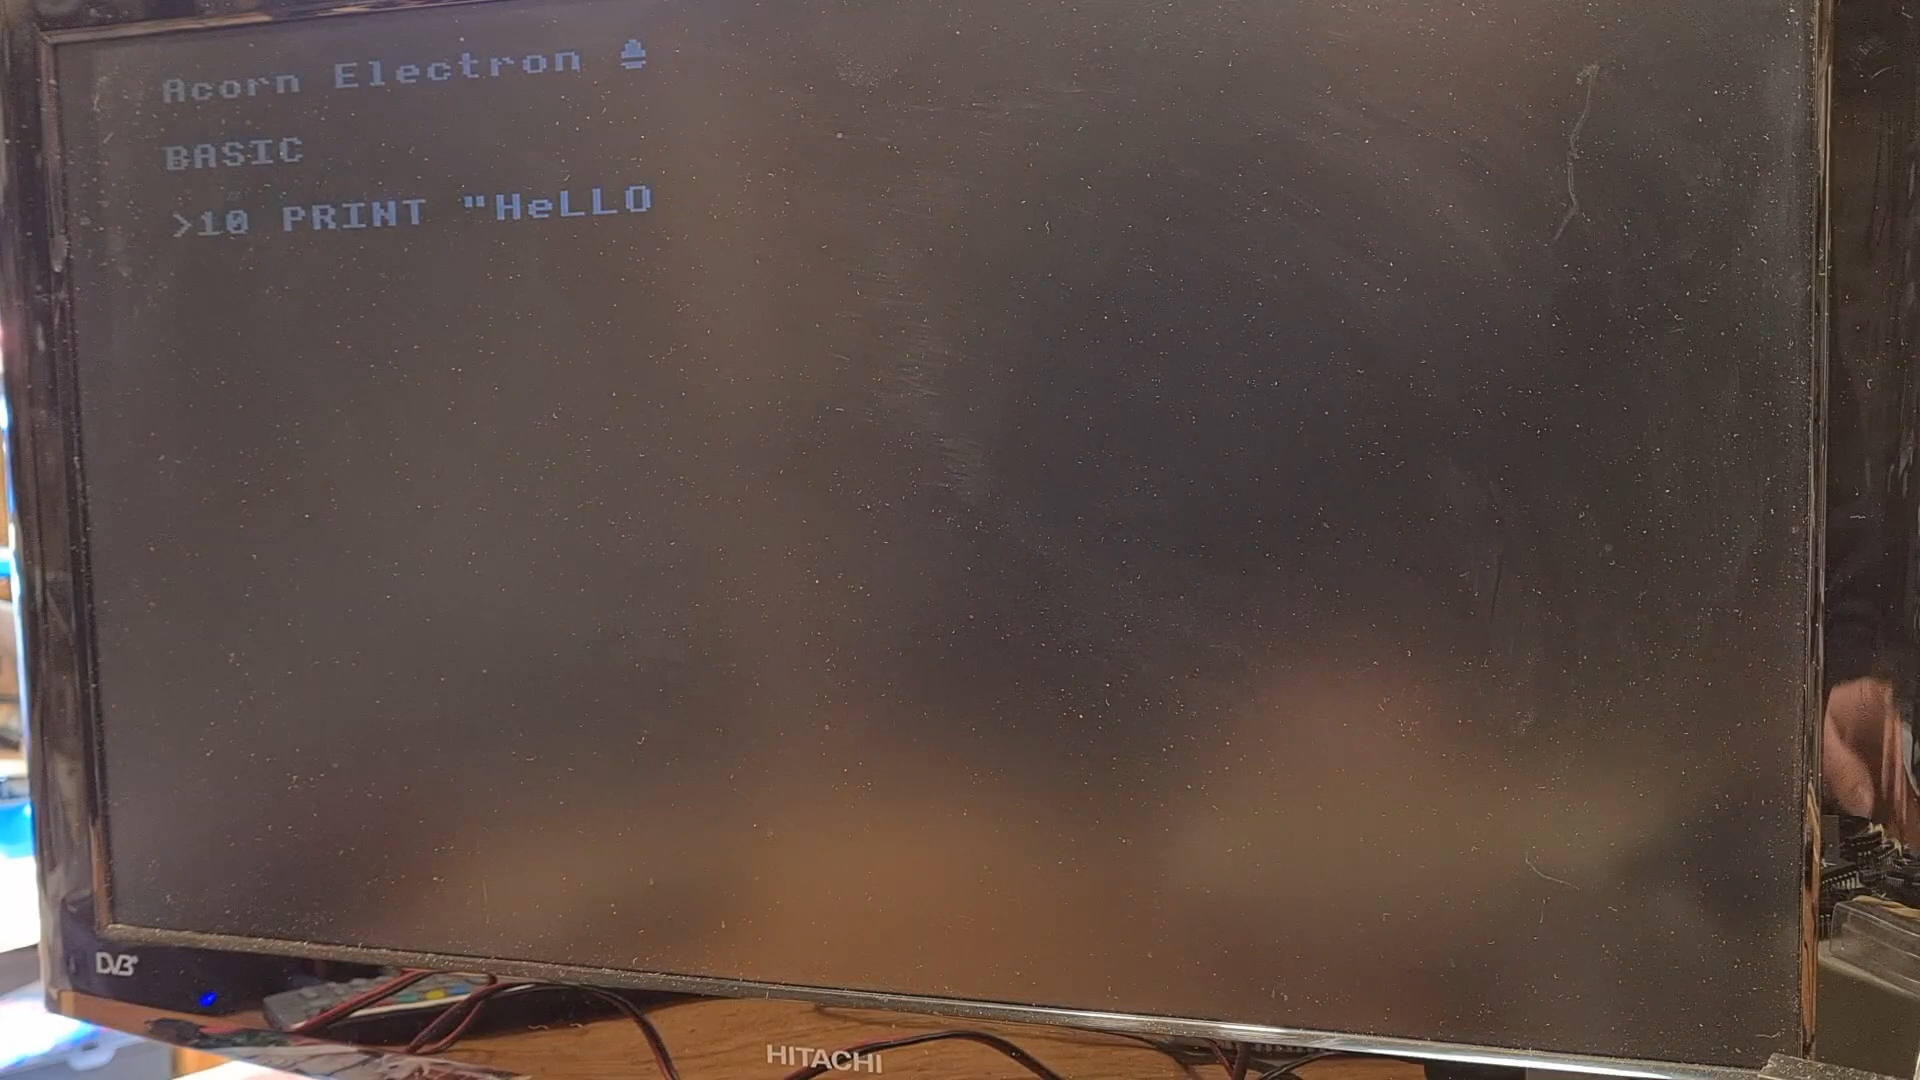 Acorn Electron
BASIC
>10 PRINT "HeLLO
DVB
HITACHI